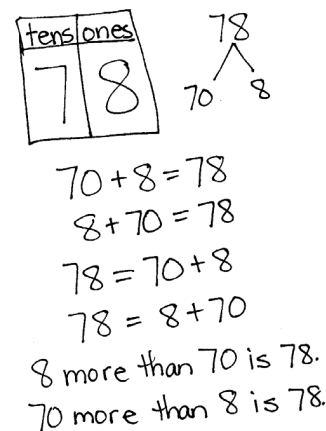 tens ones
7 8
78
70 8
70 + 8 = 78
8 + 70 = 78
78 = 70 + 8
78 = 8 + 70
8 more than 70 is 78.
70 more than 8 is 78.